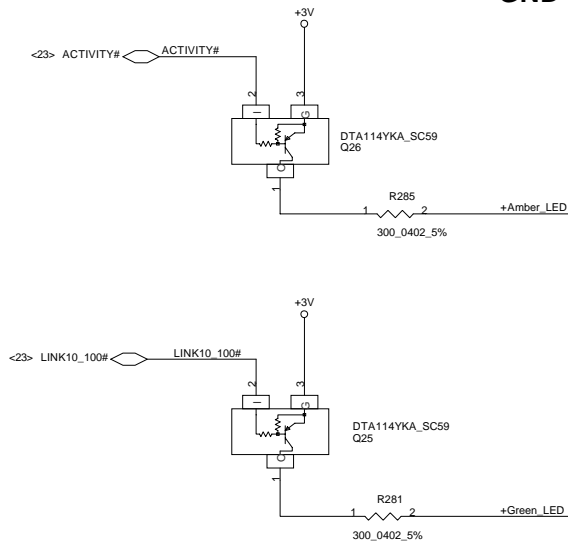 GND
+3V
<23> ACTIVITY# ACTIVITY#
2
3
I
G
DTA114YKA_SC59
Q26
O
1
R285
1 2 +Amber_LED
300_0402_5%
+3V
<23> LINK10_100# LINK10_100#
2
3
I
G
DTA114YKA_SC59
Q25
O
1
R281
1 2 +Green_LED
300_0402_5%